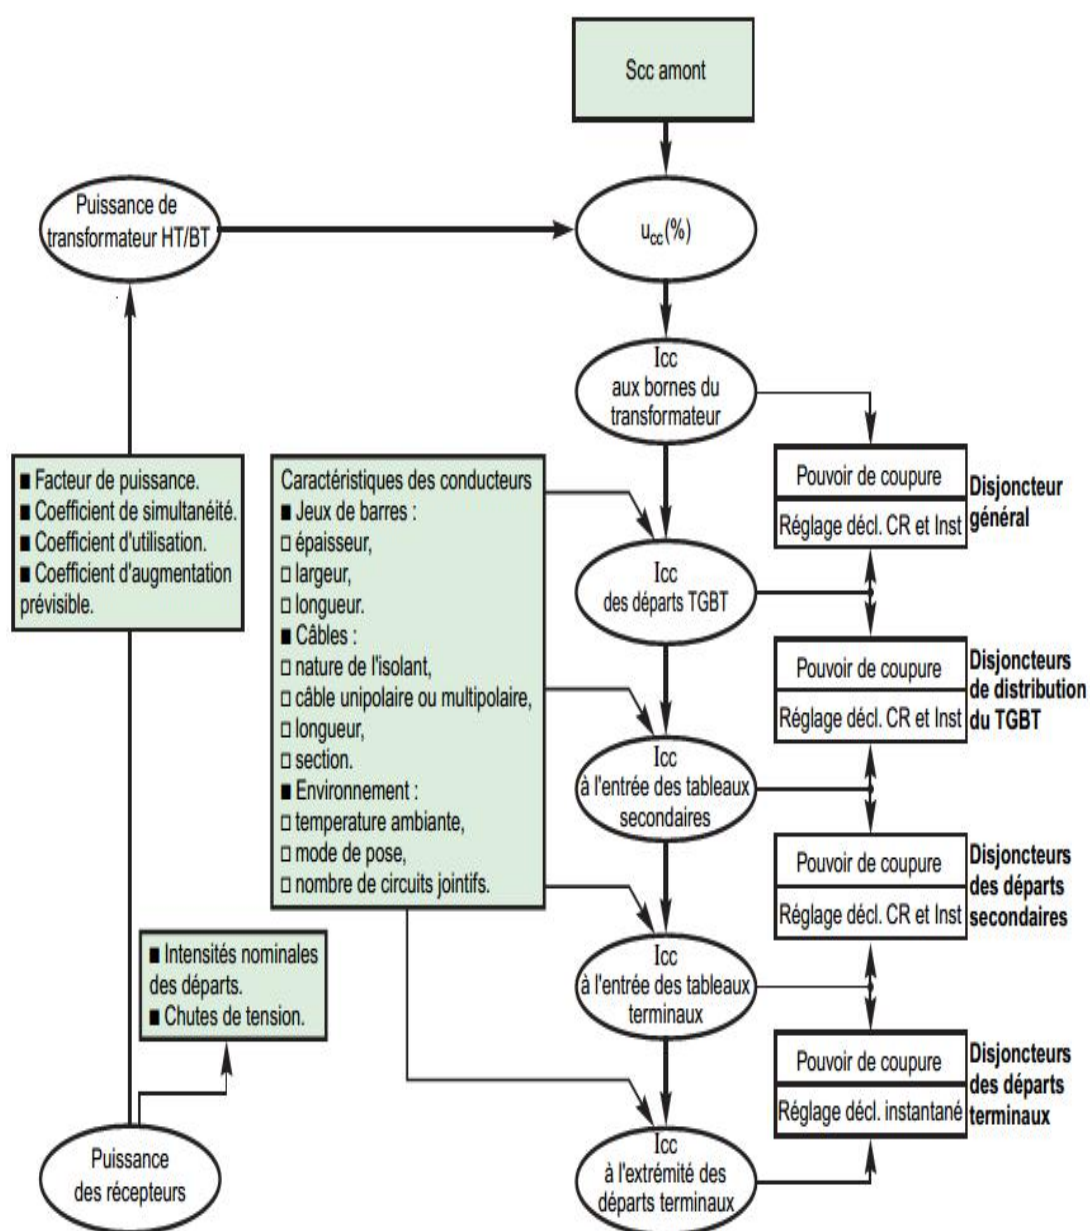 Scc amont
Puissance de
transformateur HT/BT
ucc(%)
Icc
aux bornes du
transformateur
■ Facteur de puissance.
■ Coefficient de simultanéité.
■ Coefficient d'utilisation.
■ Coefficient d'augmentation
prévisible.
Caractéristiques des conducteurs
■ Jeux de barres :
□ épaisseur,
□ largeur,
□ longueur.
■ Câbles :
□ nature de l'isolant,
□ câble unipolaire ou multipolaire,
□ longueur,
□ section.
■ Environnement :
□ temperature ambiante,
□ mode de pose,
□ nombre de circuits jointifs.
Pouvoir de coupure
Réglage décl. CR et Inst
Disjoncteur
général
Icc
des départs TGBT
Pouvoir de coupure
Réglage décl. CR et Inst
Disjoncteurs
de distribution
du TGBT
Icc
à l'entrée des tableaux
secondaires
Pouvoir de coupure
Réglage décl. CR et Inst
Disjoncteurs
des départs
secondaires
■ Intensités nominales
des départs.
■ Chutes de tension.
Icc
à l'entrée des tableaux
terminaux
Pouvoir de coupure
Réglage décl. instantané
Disjoncteurs
des départs
terminaux
Puissance
des récepteurs
Icc
à l'extrémité des
départs terminaux